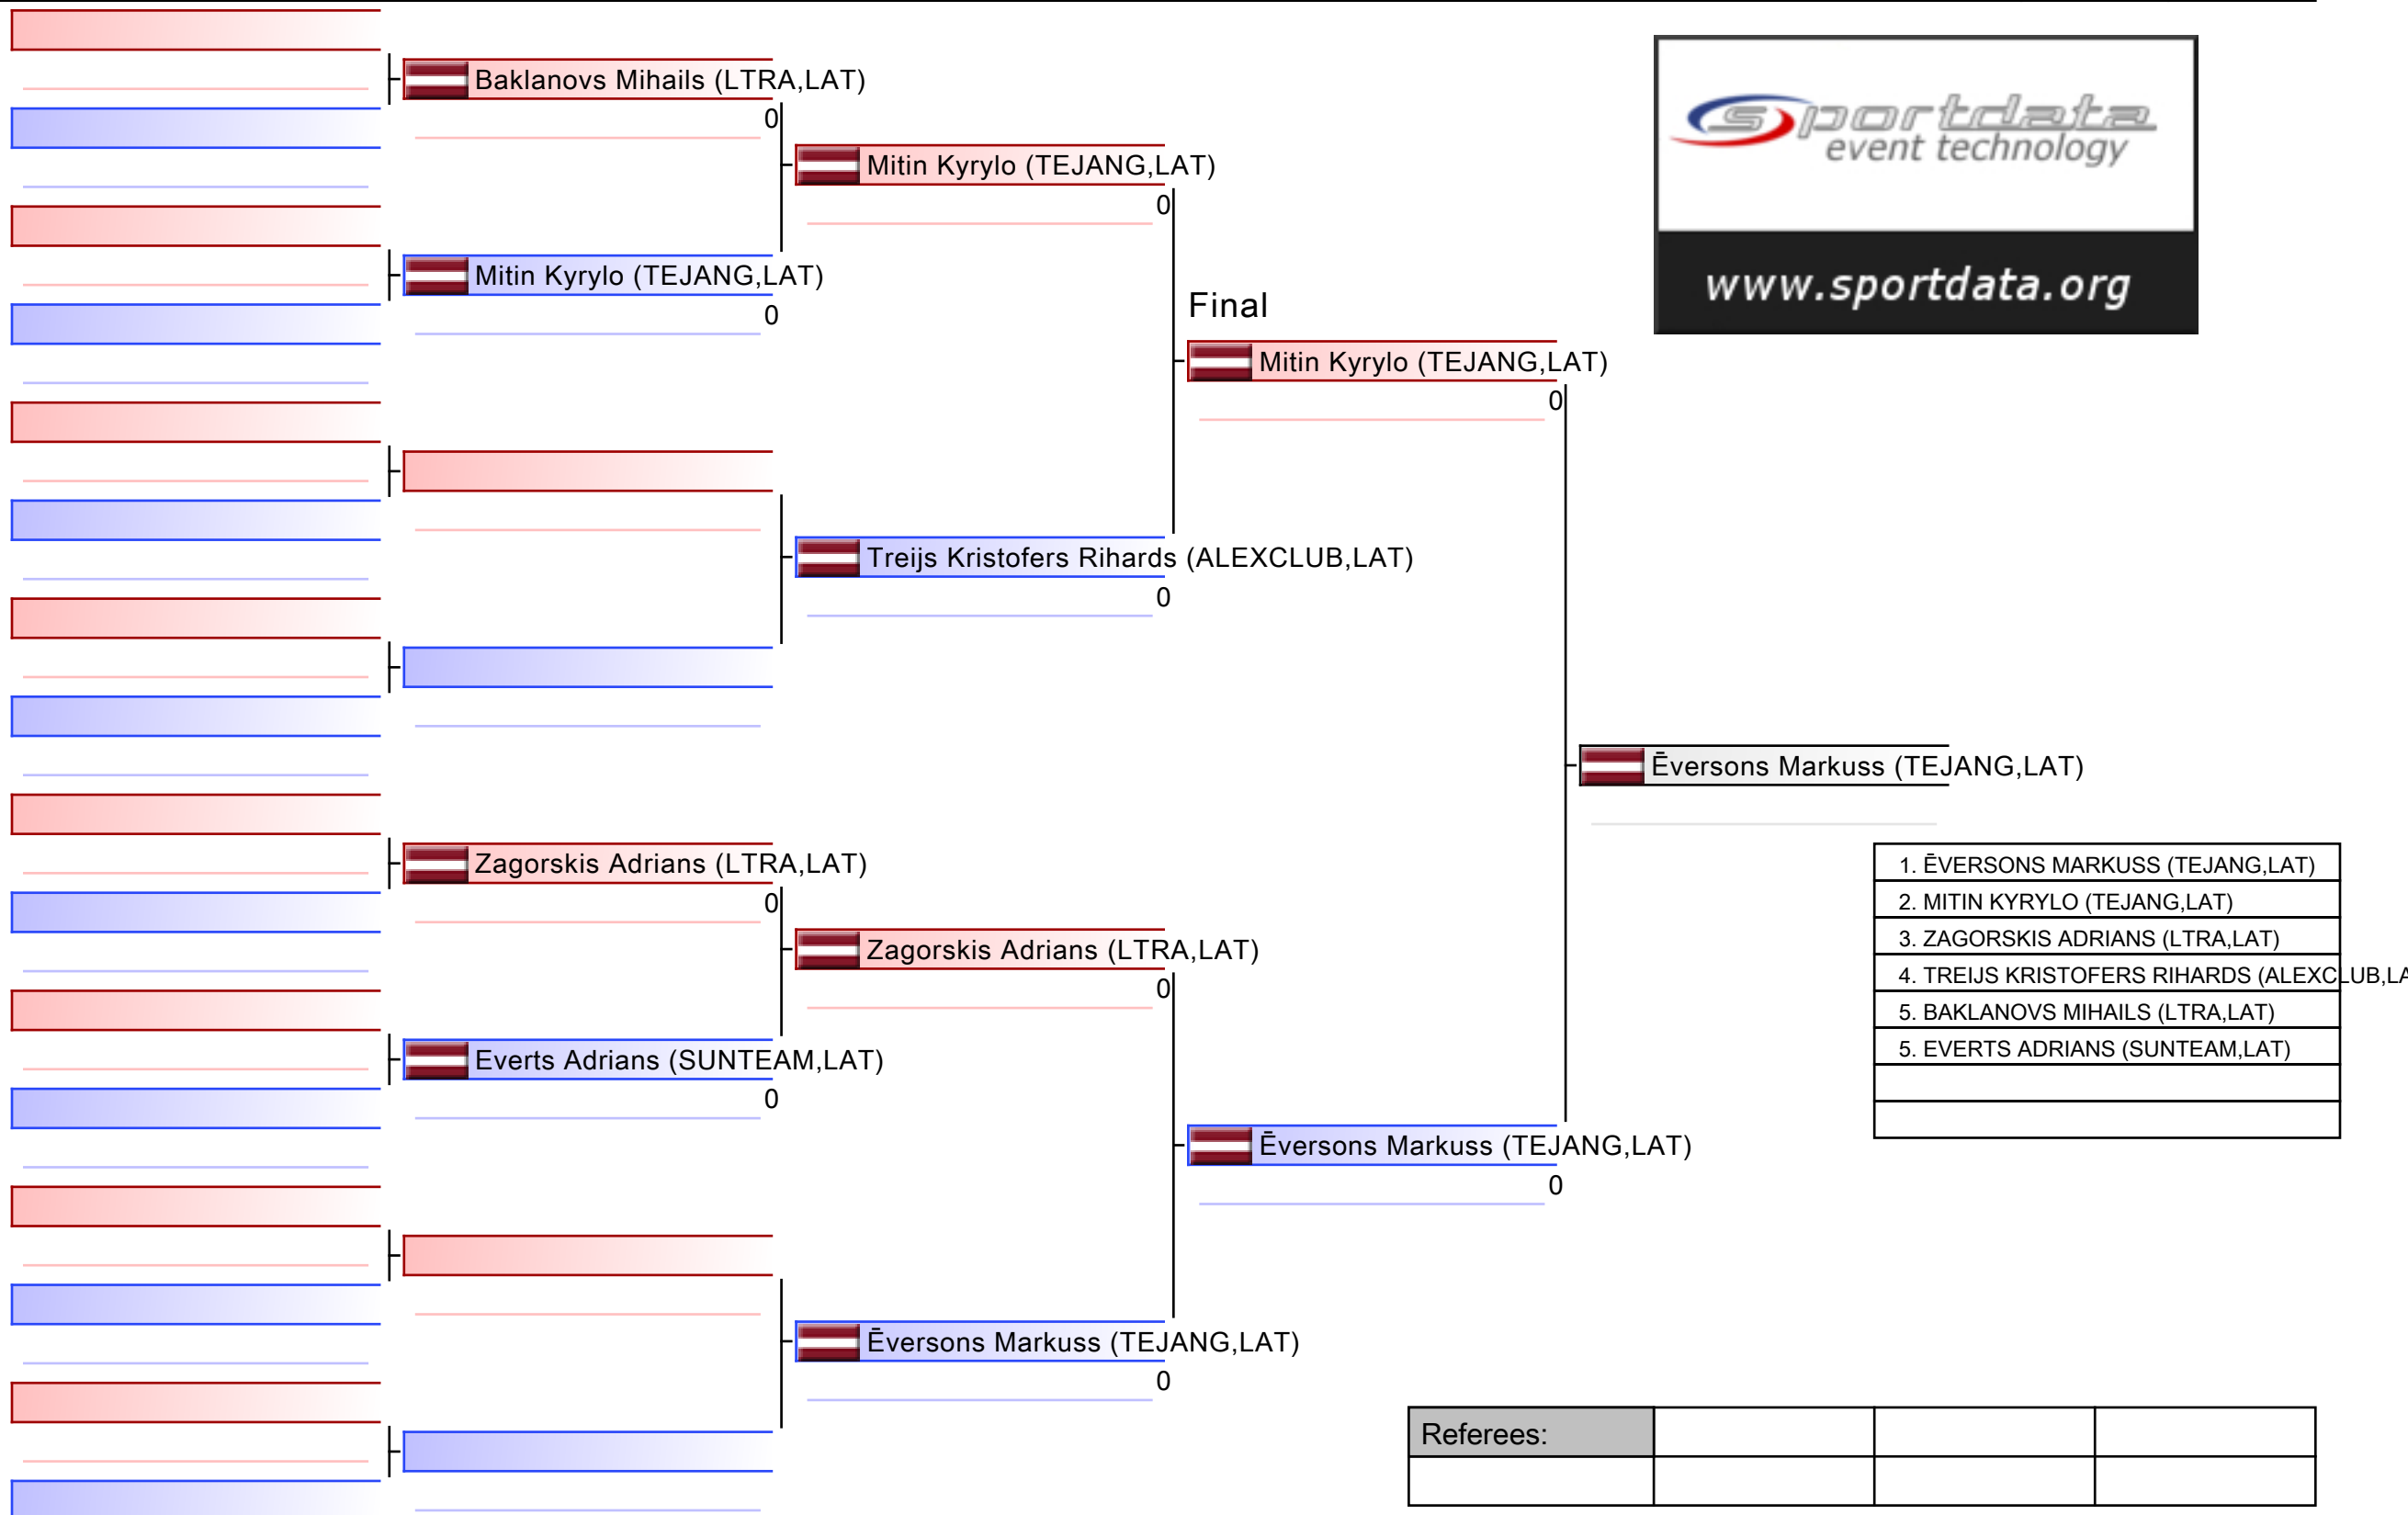 Baklanovs Mihails (LTRA,LAT)
0
Mitin Kyrylo (TEJANG,LAT)
0
Mitin Kyrylo (TEJANG,LAT)
0
Treijs Kristofers Rihards (ALEXCLUB,LAT)
0
Final
Mitin Kyrylo (TEJANG,LAT)
0
sportdata
event technology
www.sportdata.org
Zagorskis Adrians (LTRA,LAT)
0
Everts Adrians (SUNTEAM,LAT)
0
Zagorskis Adrians (LTRA,LAT)
0
Ēversons Markuss (TEJANG,LAT)
0
Ēversons Markuss (TEJANG,LAT)
0
Ēversons Markuss (TEJANG,LAT)
1. ĒVERSONS MARKUSS (TEJANG,LAT)
2. MITIN KYRYLO (TEJANG,LAT)
3. ZAGORSKIS ADRIANS (LTRA,LAT)
4. TREIJS KRISTOFERS RIHARDS (ALEXCLUB,LA
5. BAKLANOVS MIHAILS (LTRA,LAT)
5. EVERTS ADRIANS (SUNTEAM,LAT)
Referees: